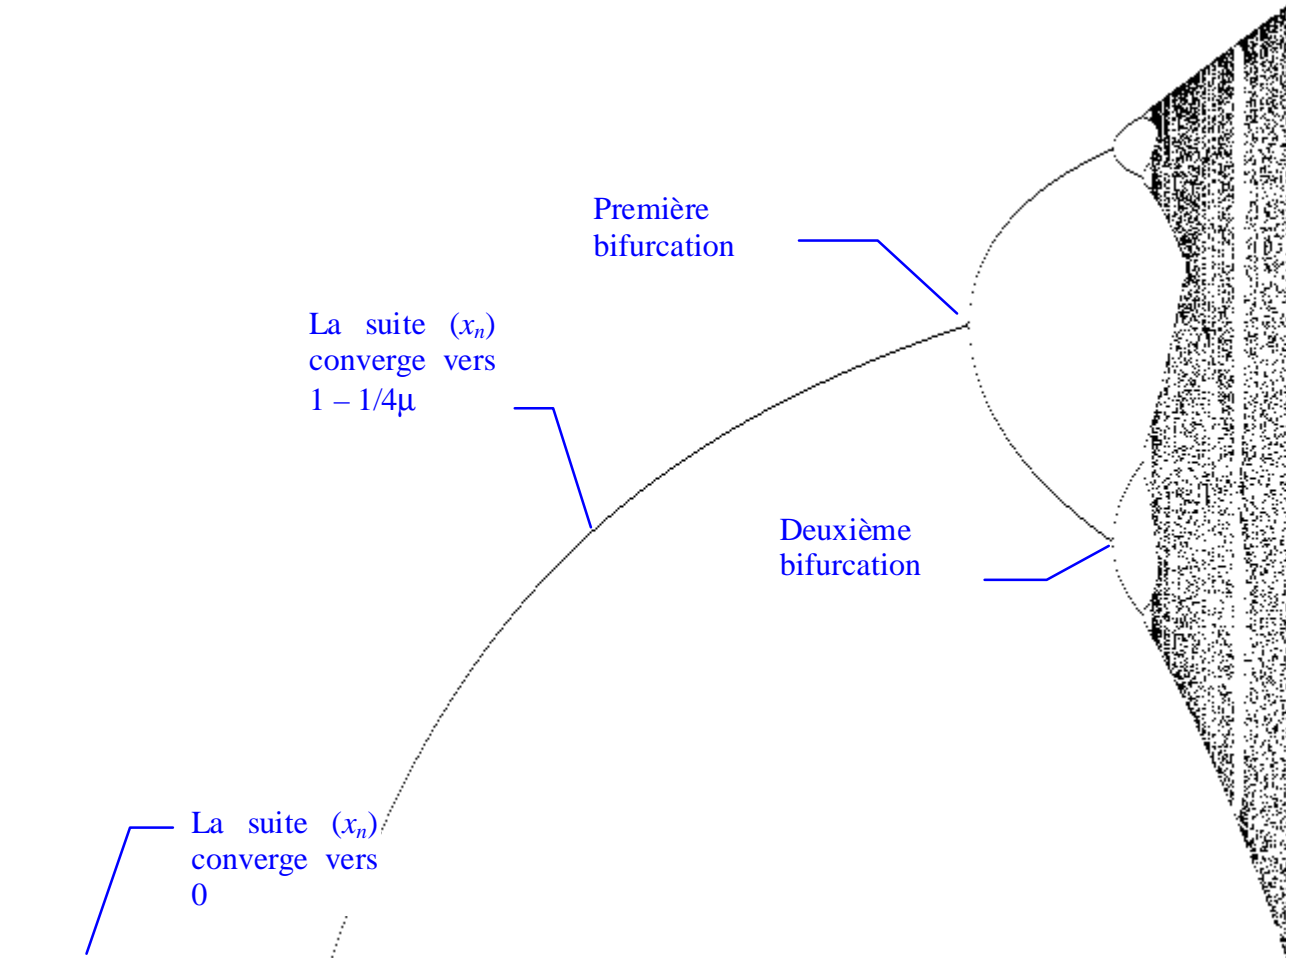 Première
bifurcation
La suite (xₙ)
converge vers
1 – 1/4μ
Deuxième
bifurcation
La suite (xₙ)
converge vers
0